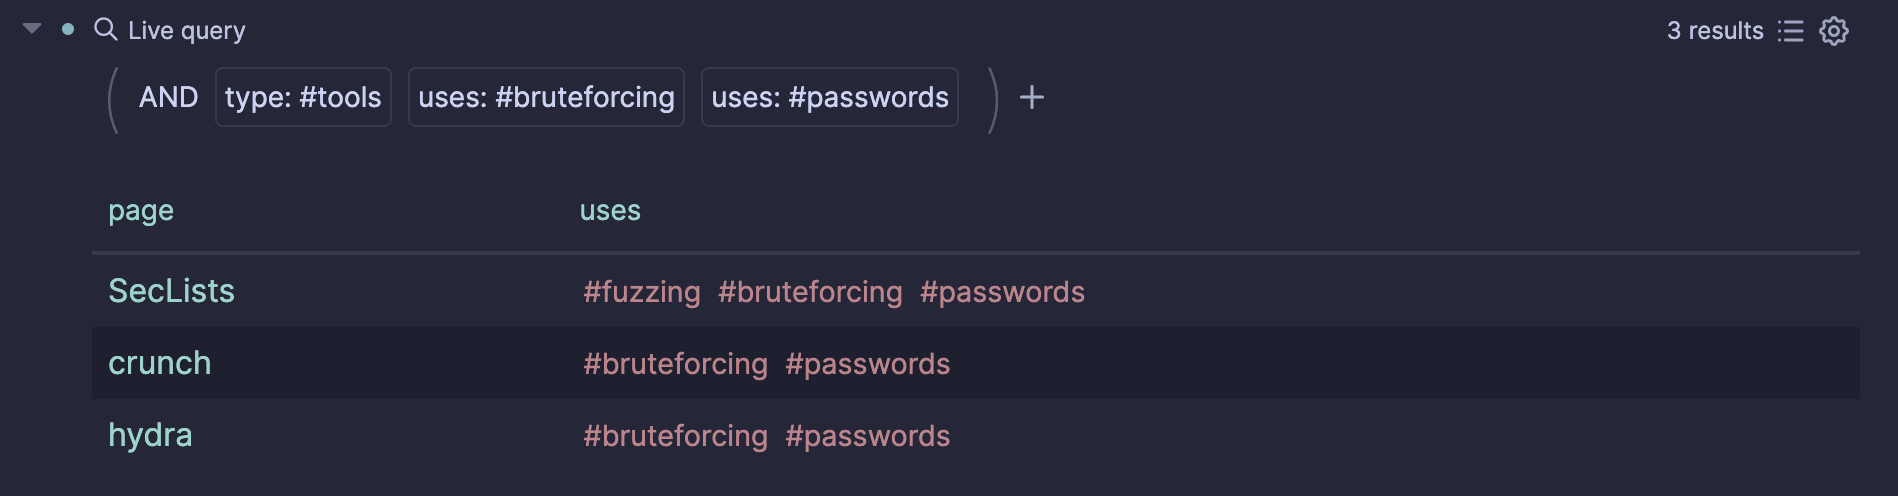 Live query 3 results
( AND type: #tools uses: #bruteforcing uses: #passwords ) +
page uses
SecLists #fuzzing #bruteforcing #passwords
crunch #bruteforcing #passwords
hydra #bruteforcing #passwords